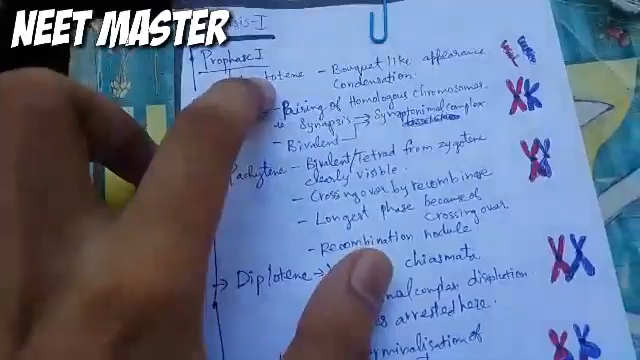 NEET MASTER
Prophase I
- Bouquet like appearance
condensation.
- Pairing of Homologous chromosomes.
Synapsis → Synaptonimal complex
- Bivalent
Pachytene - Bivalent/Tetrad from zygotene
clearly visible.
- Crossing over by recombinase
- Longest phase because of
crossing over
- Recombination nodule
→ Diplotene → chiasmata
complex
arrested here.